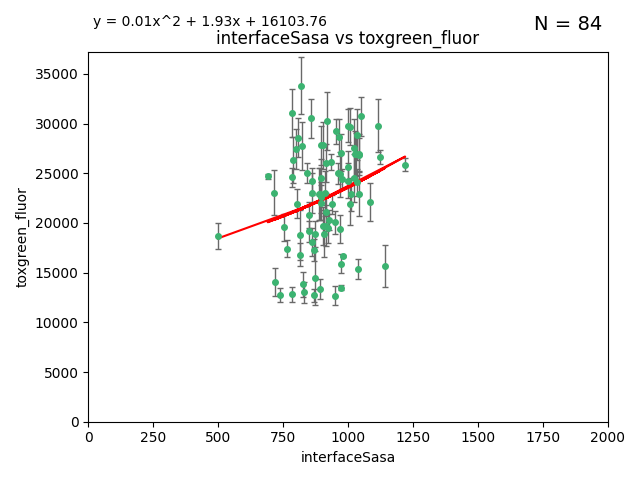 y = 0.01x^2 + 1.93x + 16103.76
N = 84
interfaceSasa vs toxgreen_fluor
35000
30000
25000
20000
15000
10000
5000
0
toxgreen_fluor
0 250 500 750 1000 1250 1500 1750 2000
interfaceSasa